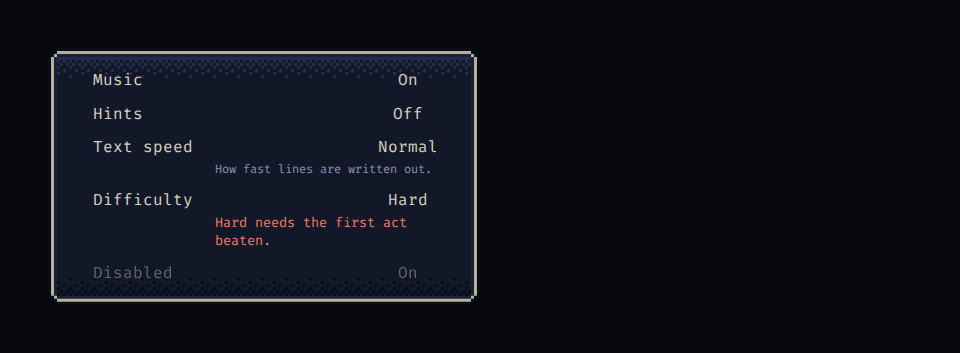 Music On
Hints Off
Text speed Normal
How fast lines are written out.
Difficulty Hard
Hard needs the first act
beaten.
Disabled On